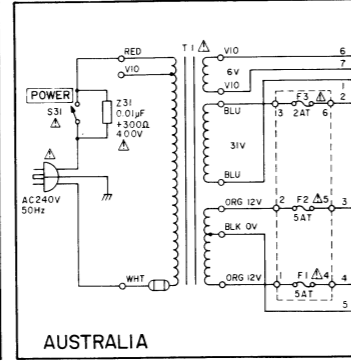 RED
T1 ⚠
VIO
6
VIO
6V
7
POWER
VIO
1
S31
⚠
Z31
0.01µF
+300Ω
400V
⚠
BLU
F3 ⚠
2
3 2AT 6
31V
⚠
BLU
AC240V
50Hz
ORG 12V
2 F2 ⚠ 5
3
5AT
BLK 0V
WHT
ORG 12V
1 F1 ⚠ 4
4
5AT
5
AUSTRALIA